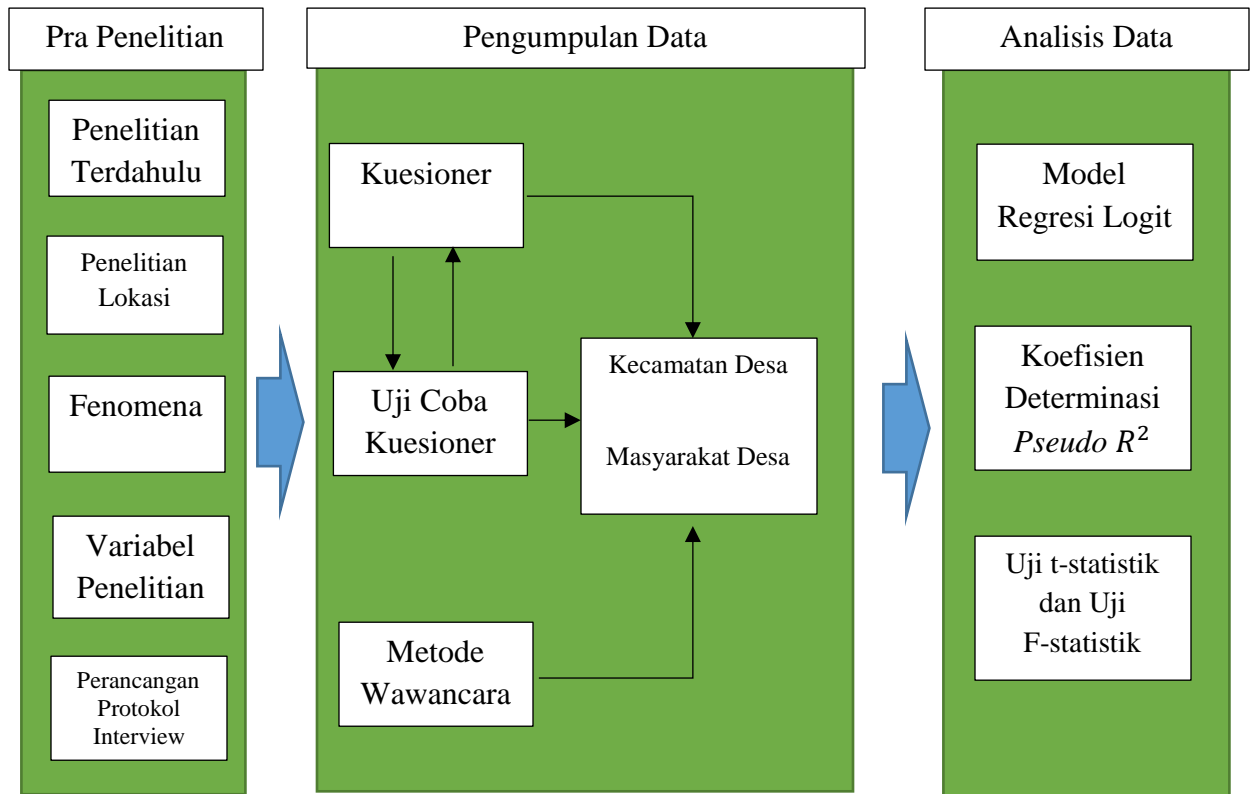 Pra Penelitian
Penelitian
Terdahulu
Penelitian
Lokasi
Fenomena
Variabel
Penelitian
Perancangan
Protokol
Interview
Pengumpulan Data
Kuesioner
Uji Coba
Kuesioner
Metode
Wawancara
Kecamatan Desa
Masyarakat Desa
Analisis Data
Model
Regresi Logit
Koefisien
Determinasi
Pseudo R²
Uji t-statistik
dan Uji
F-statistik